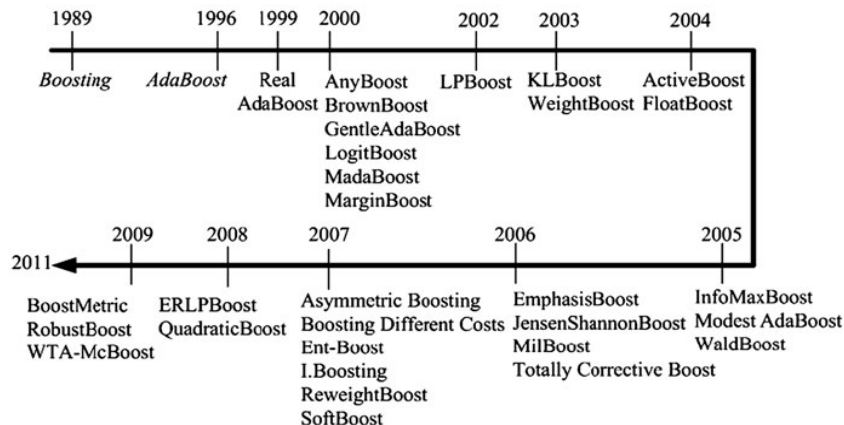 1989 1996 1999 2000 2002 2003 2004
Boosting AdaBoost Real AnyBoost LPBoost KLBoost ActiveBoost
AdaBoost BrownBoost WeightBoost FloatBoost
GentleAdaBoost
LogitBoost
MadaBoost
MarginBoost
2009 2008 2007 2006 2005
2011
BoostMetric ERLPBoost Asymmetric Boosting EmphasisBoost InfoMaxBoost
RobustBoost QuadraticBoost Boosting Different Costs JensenShannonBoost Modest AdaBoost
WTA-McBoost Ent-Boost MilBoost WaldBoost
I.Boosting Totally Corrective Boost
ReweightBoost
SoftBoost